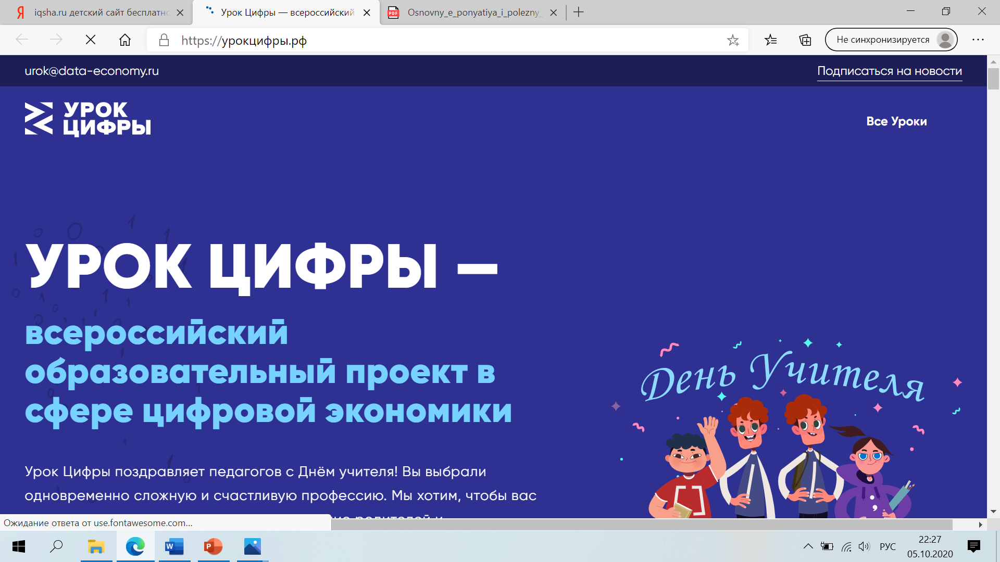 iqsha.ru детский сайт бесплатно
Урок Цифры — всероссийский
Osnovny_e_ponyatiya_i_polezny_
https://урокцифры.рф
Не синхронизируется
urok@data-economy.ru
Подписаться на новости
УРОК
ЦИФРЫ
Все Уроки
УРОК ЦИФРЫ —
всероссийский
образовательный проект в
сфере цифровой экономики
День Учителя
Урок Цифры поздравляет педагогов с Днём учителя! Вы выбрали
одновременно сложную и счастливую профессию. Мы хотим, чтобы вас
Ожидание ответа от use.fontawesome.com...
РУС
22:27
05.10.2020